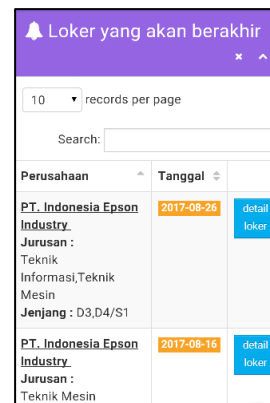 Loker yang akan berakhir
10 records per page
Search:
Perusahaan Tanggal
PT. Indonesia Epson 2017-08-26 detail
Industry loker
Jurusan :
Teknik
Informasi,Teknik
Mesin
Jenjang : D3,D4/S1
PT. Indonesia Epson 2017-08-16 detail
Industry loker
Jurusan :
Teknik Mesin